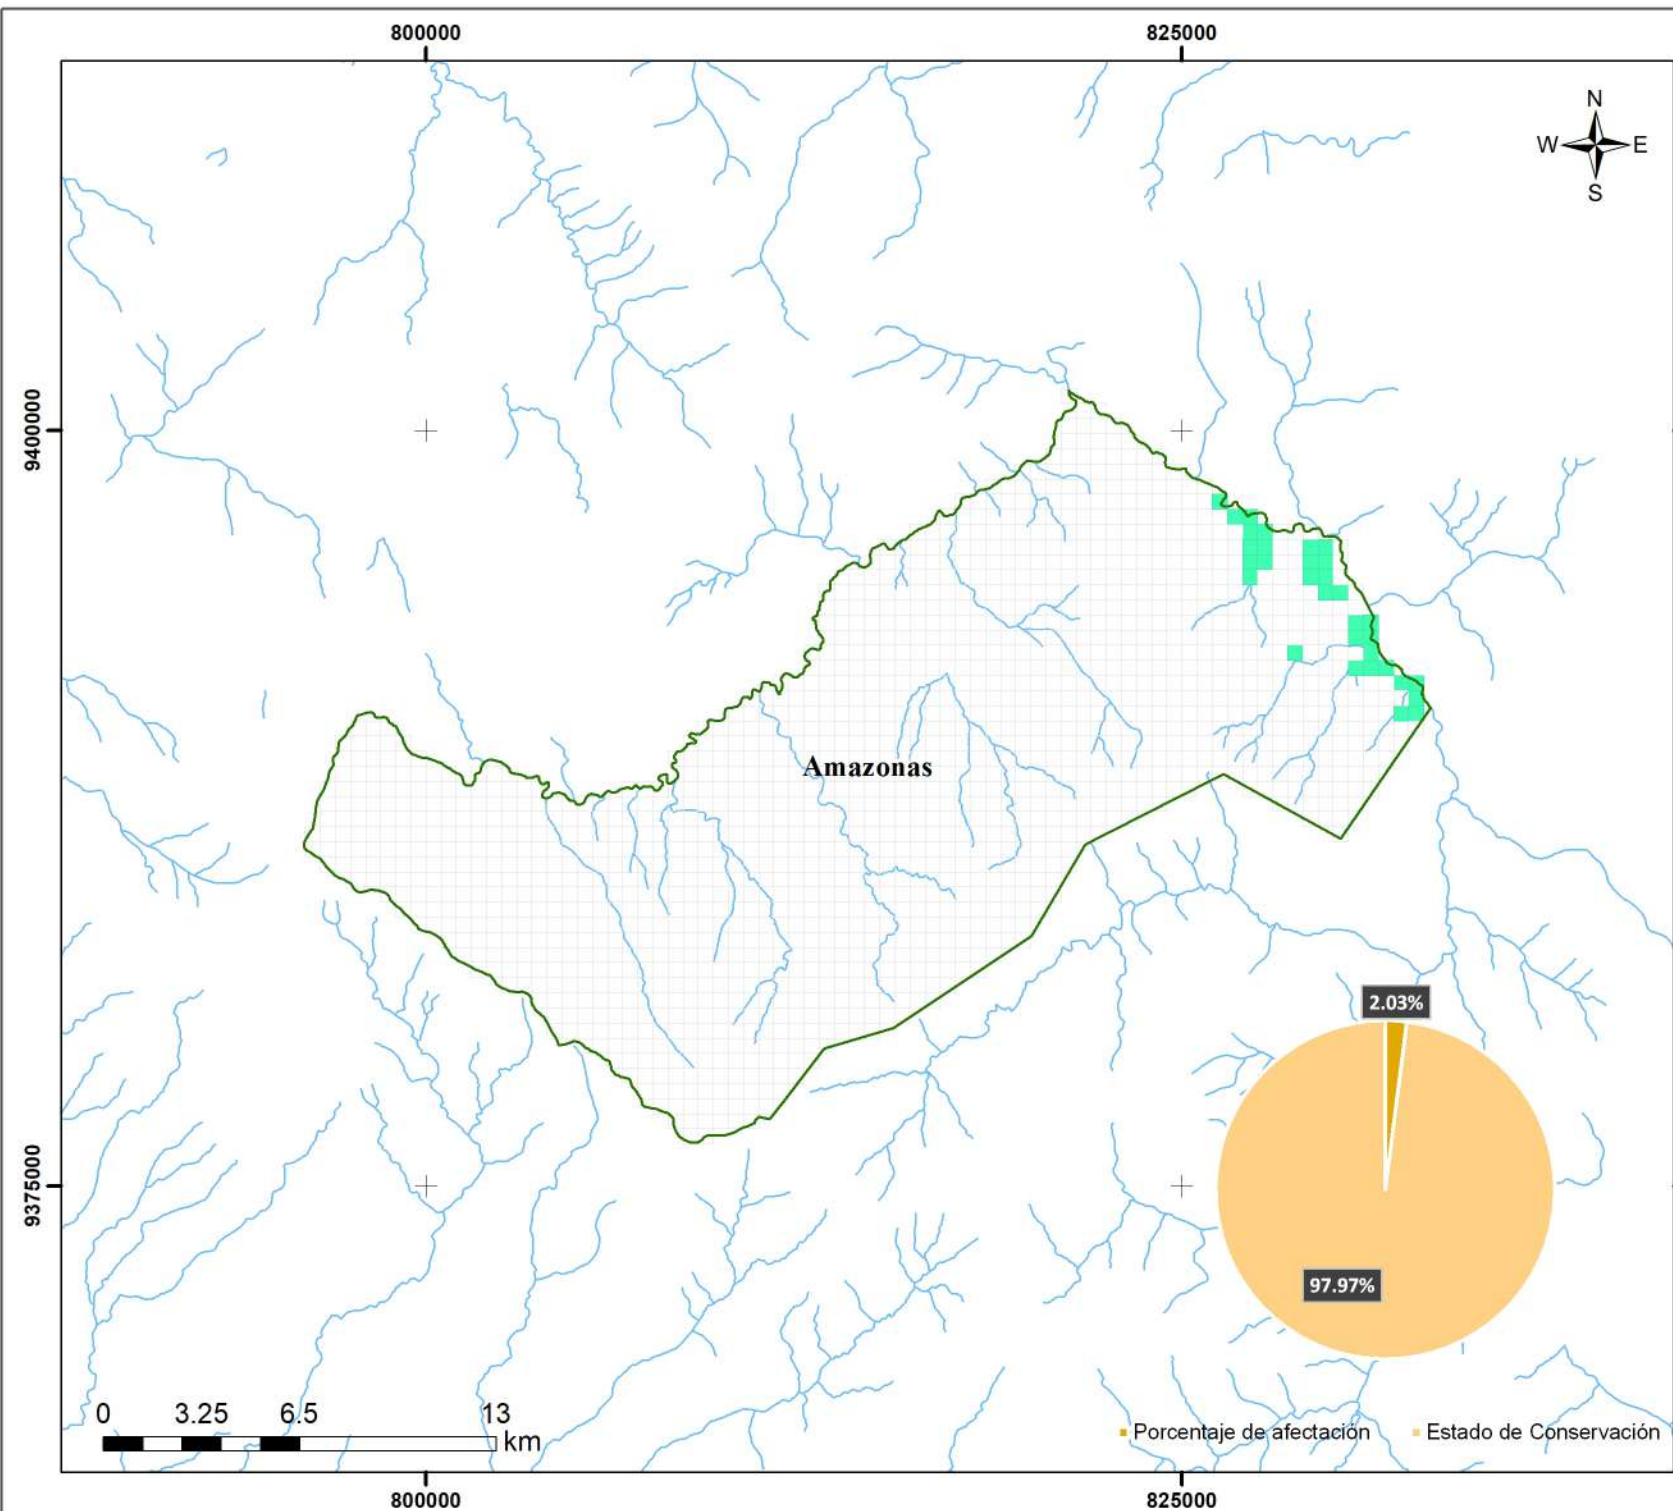 800000 825000
N
W E
S
9400000
Amazonas
9375000
2.03%
97.97%
0 3.25 6.5 13
km
Porcentaje de afectación Estado de Conservación
800000 825000